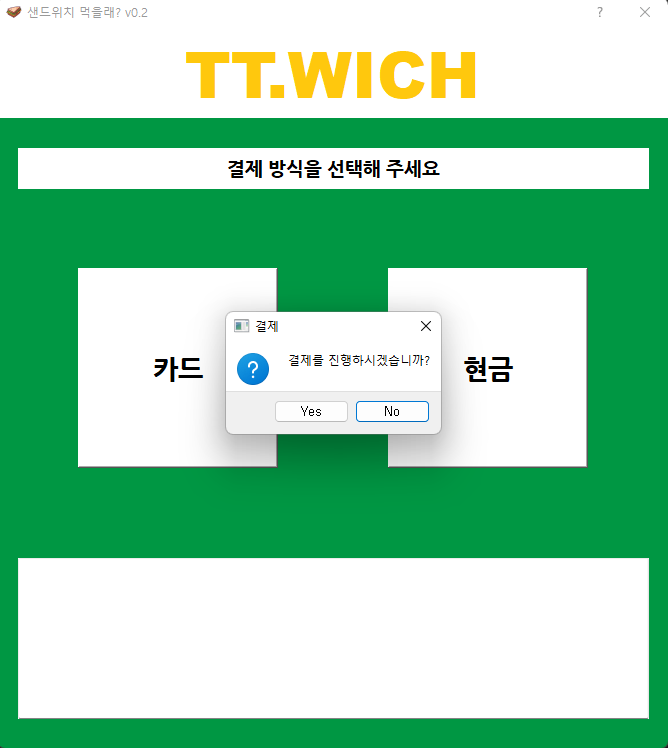 샌드위치 먹을래? v0.2
?
TT.WICH
결제 방식을 선택해 주세요
카드
현금
결제
?
결제를 진행하시겠습니까?
Yes
No